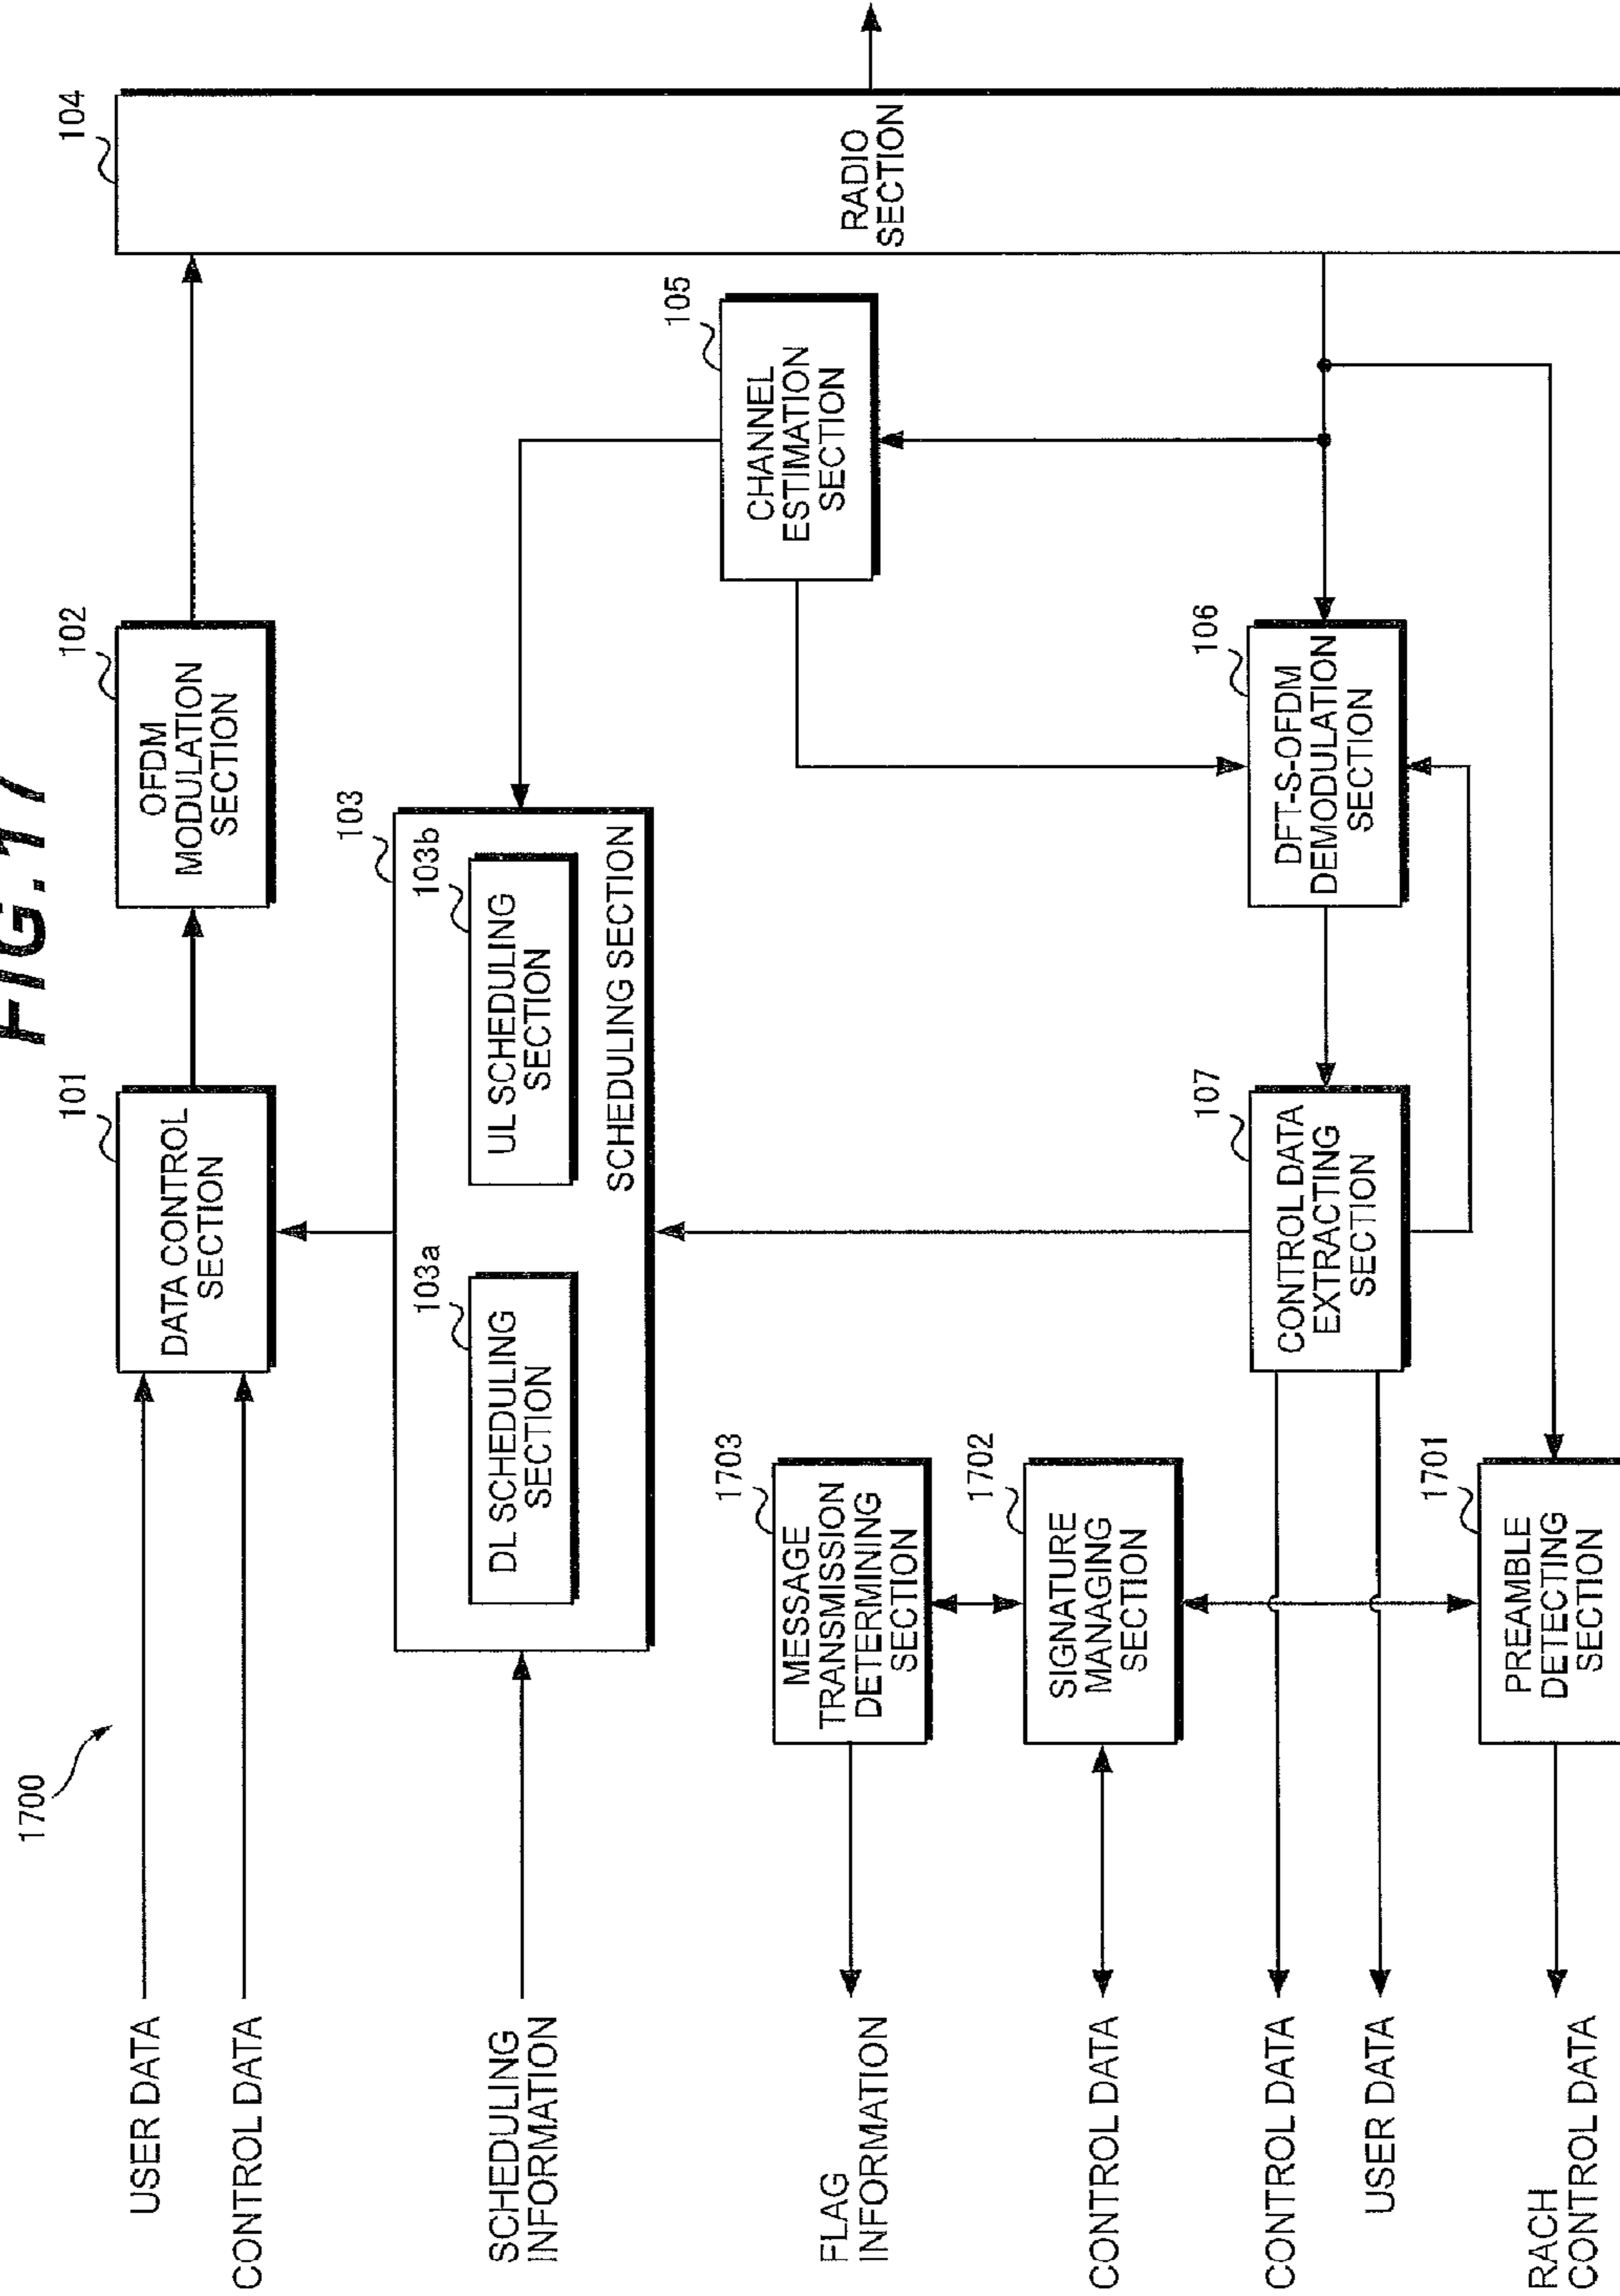 FIG.17
1700
USER DATA
CONTROL DATA
101
DATA CONTROL
SECTION
102
OFDM
MODULATION
SECTION
104
RADIO
SECTION
SCHEDULING
INFORMATION
103
103a
DL SCHEDULING
SECTION
103b
UL SCHEDULING
SECTION
SCHEDULING SECTION
105
CHANNEL
ESTIMATION
SECTION
FLAG
INFORMATION
1703
MESSAGE
TRANSMISSION
DETERMINING
SECTION
CONTROL DATA
1702
SIGNATURE
MANAGING
SECTION
CONTROL DATA
USER DATA
107
CONTROL DATA
EXTRACTING
SECTION
106
DFT-S-OFDM
DEMODULATION
SECTION
RACH
CONTROL DATA
1701
PREAMBLE
DETECTING
SECTION